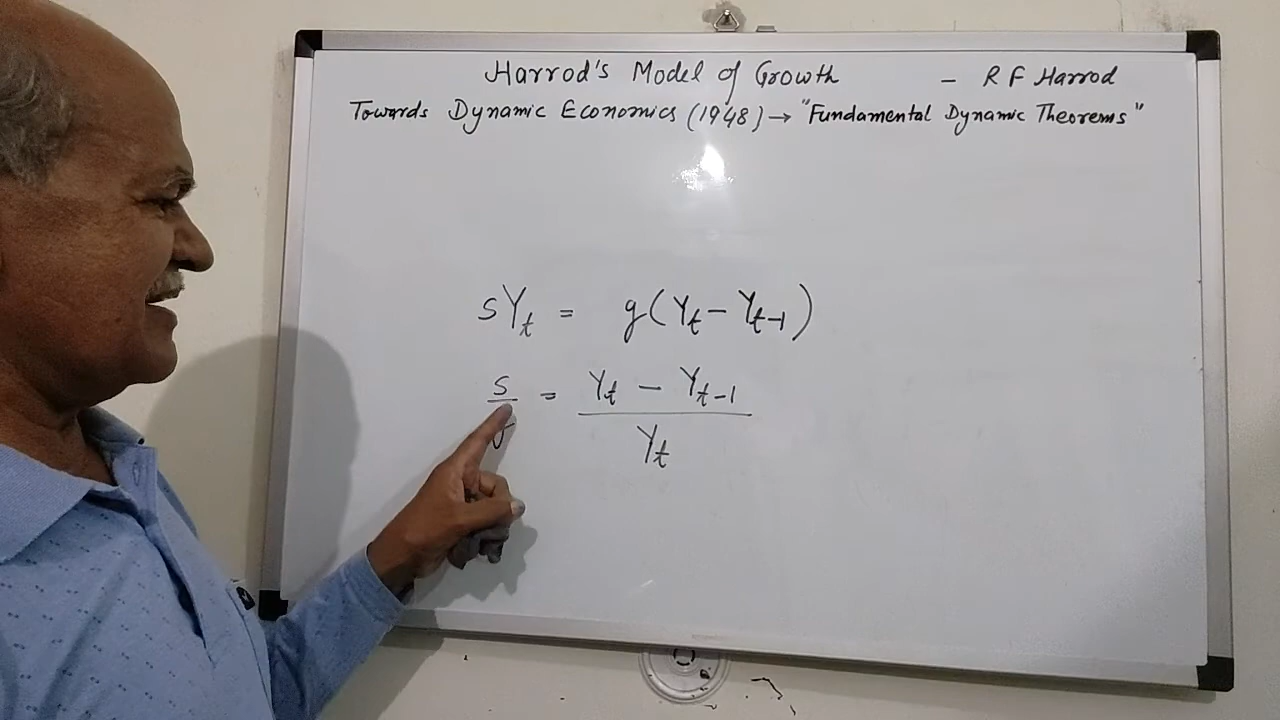 Harrod's Model of Growth – R F Harrod
Towards Dynamic Economics (1948) → "Fundamental Dynamic Theorems"
sYt = g(Yt – Yt-1)
s/g = Yt – Yt-1 / Yt